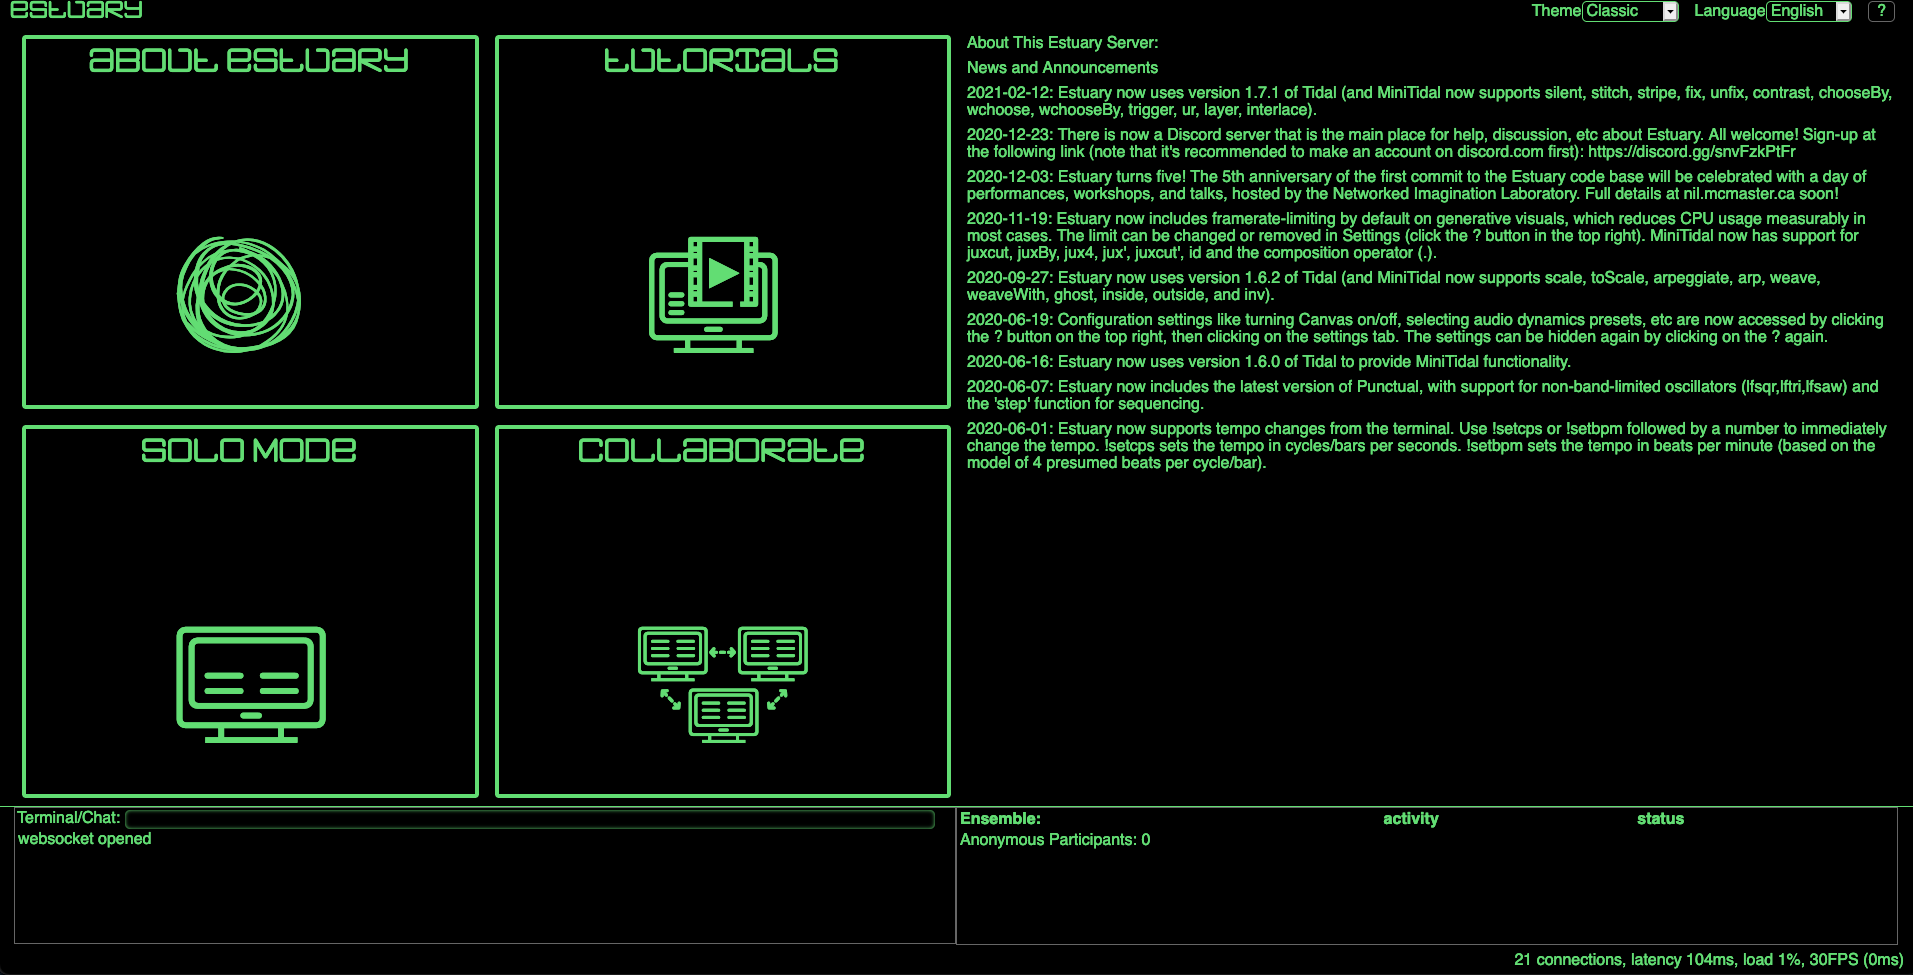 estuary
Theme Classic Language English ?
about estuary
tutorials
solo mode
collaborate
About This Estuary Server:
News and Announcements
2021-02-12: Estuary now uses version 1.7.1 of Tidal (and MiniTidal now supports silent, stitch, stripe, fix, unfix, contrast, chooseBy,
wchoose, wchooseBy, trigger, ur, layer, interlace).
2020-12-23: There is now a Discord server that is the main place for help, discussion, etc about Estuary. All welcome! Sign-up at
the following link (note that it's recommended to make an account on discord.com first): https://discord.gg/snvFzkPtFr
2020-12-03: Estuary turns five! The 5th anniversary of the first commit to the Estuary code base will be celebrated with a day of
performances, workshops, and talks, hosted by the Networked Imagination Laboratory. Full details at nil.mcmaster.ca soon!
2020-11-19: Estuary now includes framerate-limiting by default on generative visuals, which reduces CPU usage measurably in
most cases. The limit can be changed or removed in Settings (click the ? button in the top right). MiniTidal now has support for
juxcut, juxBy, jux4, jux', juxcut', id and the composition operator (.).
2020-09-27: Estuary now uses version 1.6.2 of Tidal (and MiniTidal now supports scale, toScale, arpeggiate, arp, weave,
weaveWith, ghost, inside, outside, and inv).
2020-06-19: Configuration settings like turning Canvas on/off, selecting audio dynamics presets, etc are now accessed by clicking
the ? button on the top right, then clicking on the settings tab. The settings can be hidden again by clicking on the ? again.
2020-06-16: Estuary now uses version 1.6.0 of Tidal to provide MiniTidal functionality.
2020-06-07: Estuary now includes the latest version of Punctual, with support for non-band-limited oscillators (lfsqr,lftri,lfsaw) and
the 'step' function for sequencing.
2020-06-01: Estuary now supports tempo changes from the terminal. Use !setcps or !setbpm followed by a number to immediately
change the tempo. !setcps sets the tempo in cycles/bars per seconds. !setbpm sets the tempo in beats per minute (based on the
model of 4 presumed beats per cycle/bar).
Terminal/Chat:
websocket opened
Ensemble: activity status
Anonymous Participants: 0
21 connections, latency 104ms, load 1%, 30FPS (0ms)